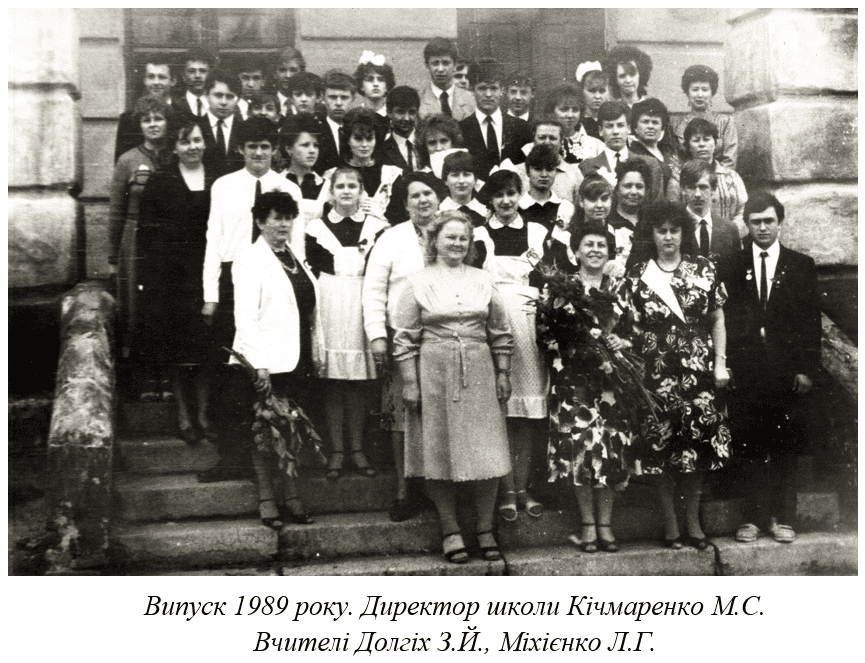 Випуск 1989 року. Директор школи Кічмаренко М.С.
Вчителі Долгіх З.Й., Міхієнко Л.Г.